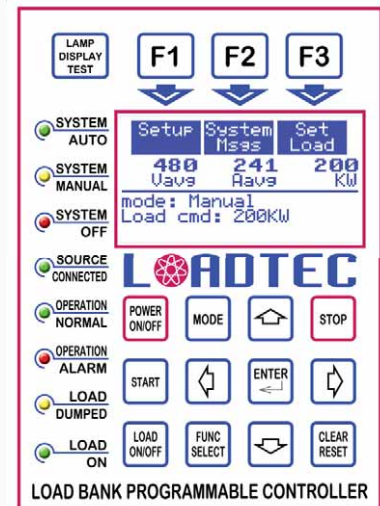 LAMP
DISPLAY
TEST
F1
F2
F3
SYSTEM
AUTO
SYSTEM
MANUAL
SYSTEM
OFF
SOURCE
CONNECTED
OPERATION
NORMAL
OPERATION
ALARM
LOAD
DUMPED
LOAD
ON
Setup System Set
Msgs Load
480 241 200
Vavg Aavg KW
mode: Manual
Load cmd: 200KW
LOADTEC
POWER
ON/OFF
MODE
STOP
START
ENTER
LOAD
ON/OFF
FUNC
SELECT
CLEAR
RESET
LOAD BANK PROGRAMMABLE CONTROLLER